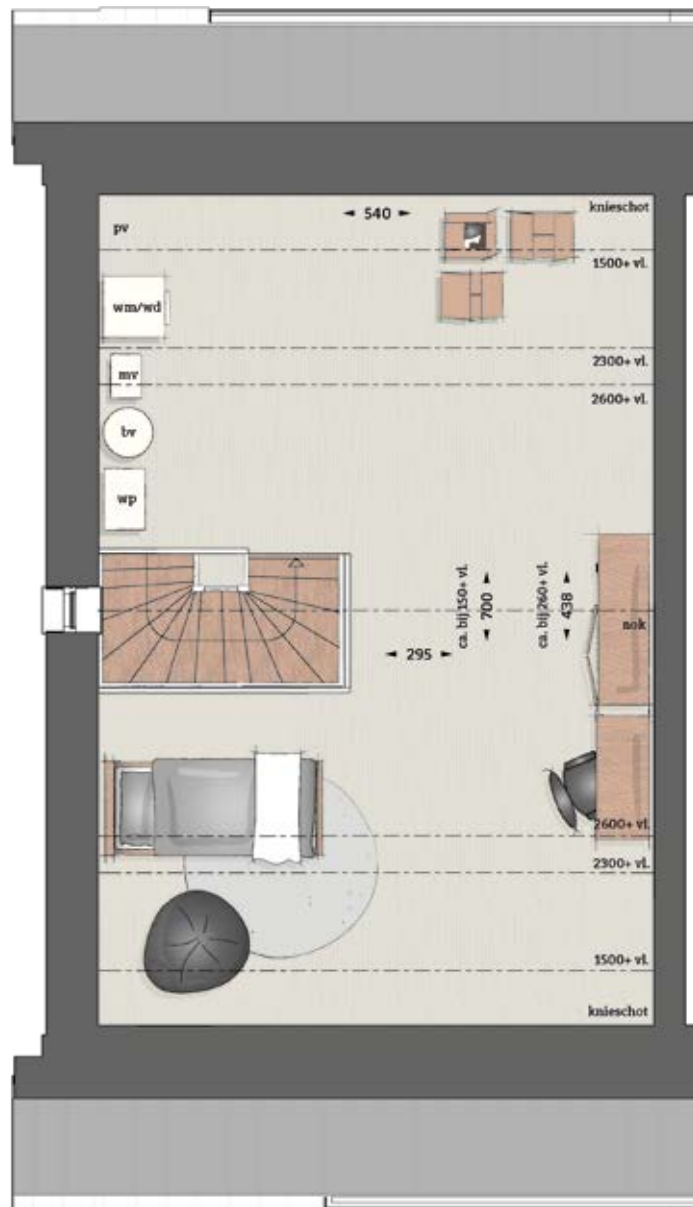 knieschot
540
pv
1500+ vl.
wm/wd
2300+ vl.
mv
2600+ vl.
bv
wp
ca. bij 150+ vl.
700
ca. bij 260+ vl.
438
nok
295
2600+ vl.
2300+ vl.
1500+ vl.
knieschot